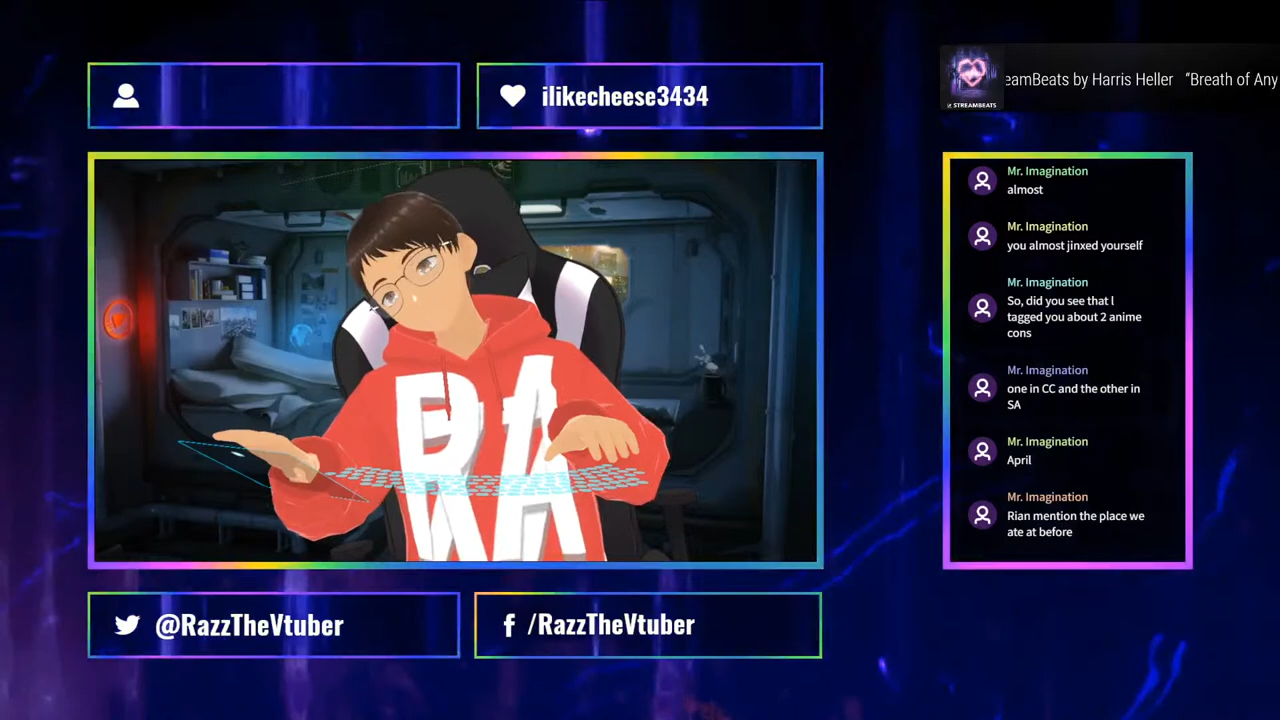 ilikecheese3434
eamBeats by Harris Heller “Breath of Any
STREAMBEATS
Mr. Imagination
almost
Mr. Imagination
you almost jinxed yourself
Mr. Imagination
So, did you see that l
tagged you about 2 anime
cons
Mr. Imagination
one in CC and the other in
SA
Mr. Imagination
April
Mr. Imagination
Rian mention the place we
ate at before
RA
@RazzTheVtuber
/RazzTheVtuber